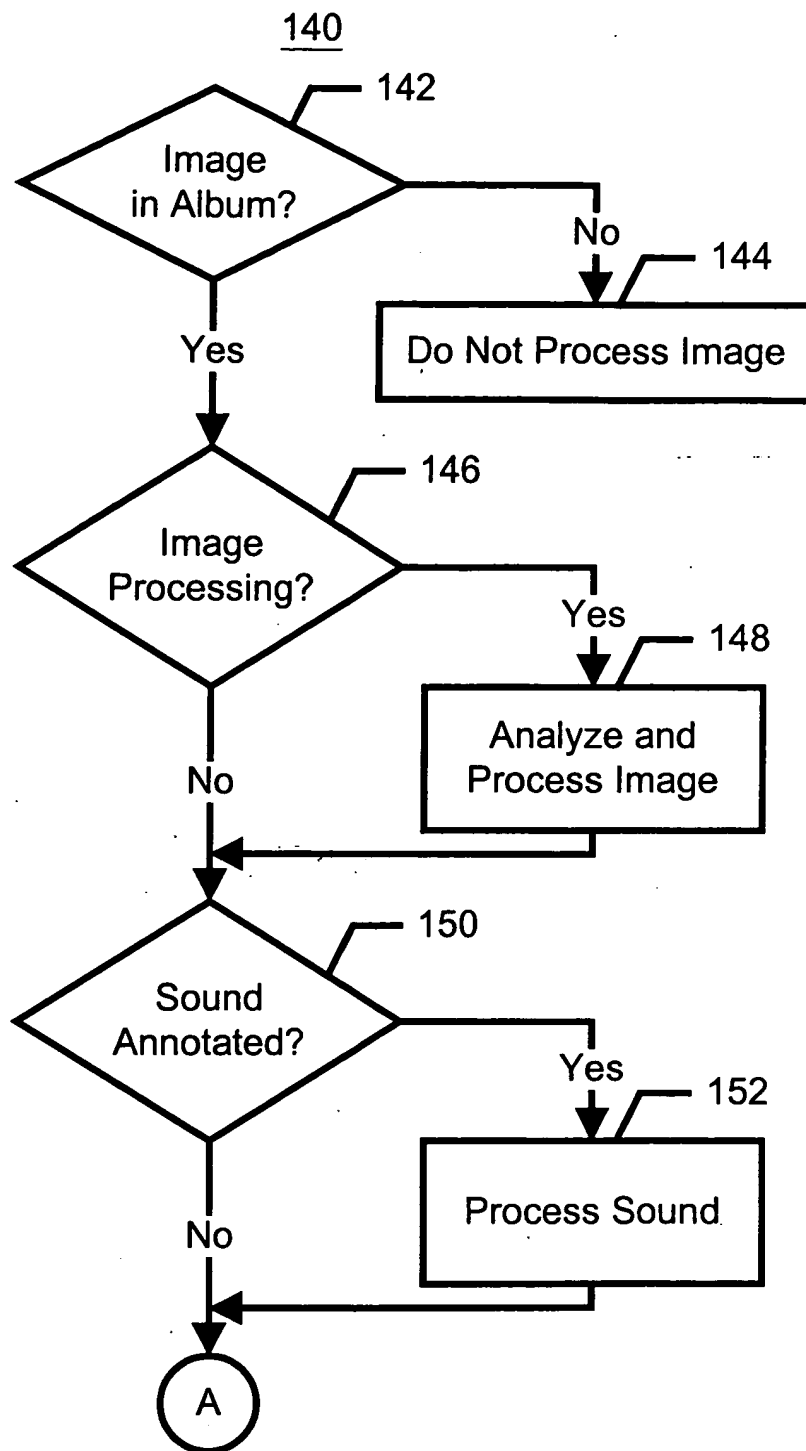 140
142
Image
in Album?
No
144
Do Not Process Image
Yes
146
Image
Processing?
Yes
148
Analyze and
Process Image
No
150
Sound
Annotated?
Yes
152
Process Sound
No
A